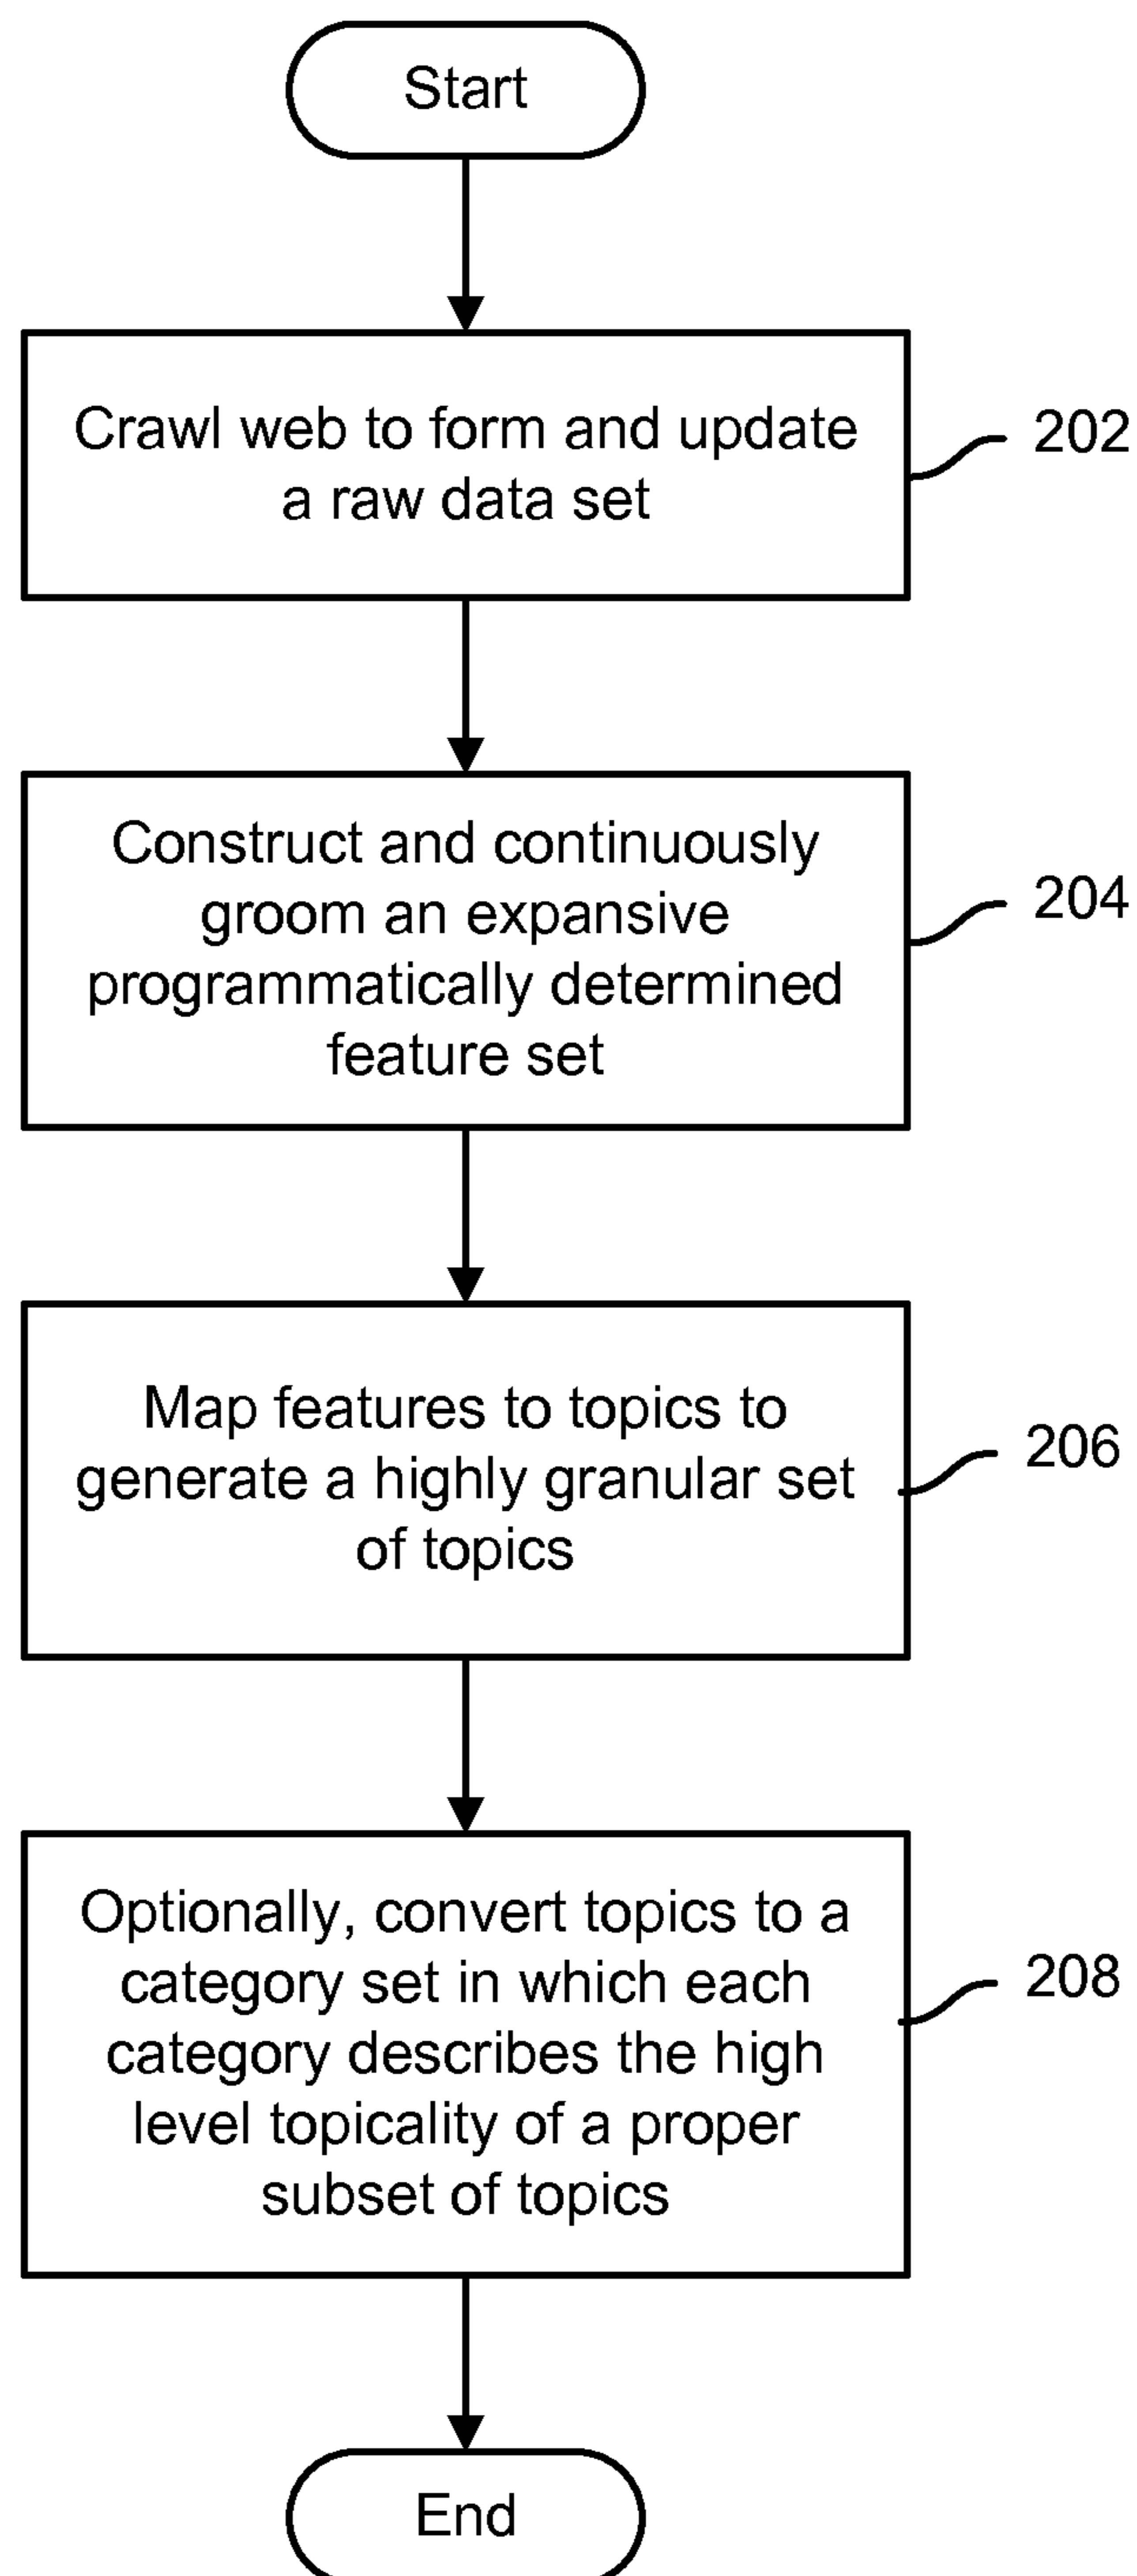 Start
Crawl web to form and update
a raw data set
202
Construct and continuously
groom an expansive
programmatically determined
feature set
204
Map features to topics to
generate a highly granular set
of topics
206
Optionally, convert topics to a
category set in which each
category describes the high
level topicality of a proper
subset of topics
208
End